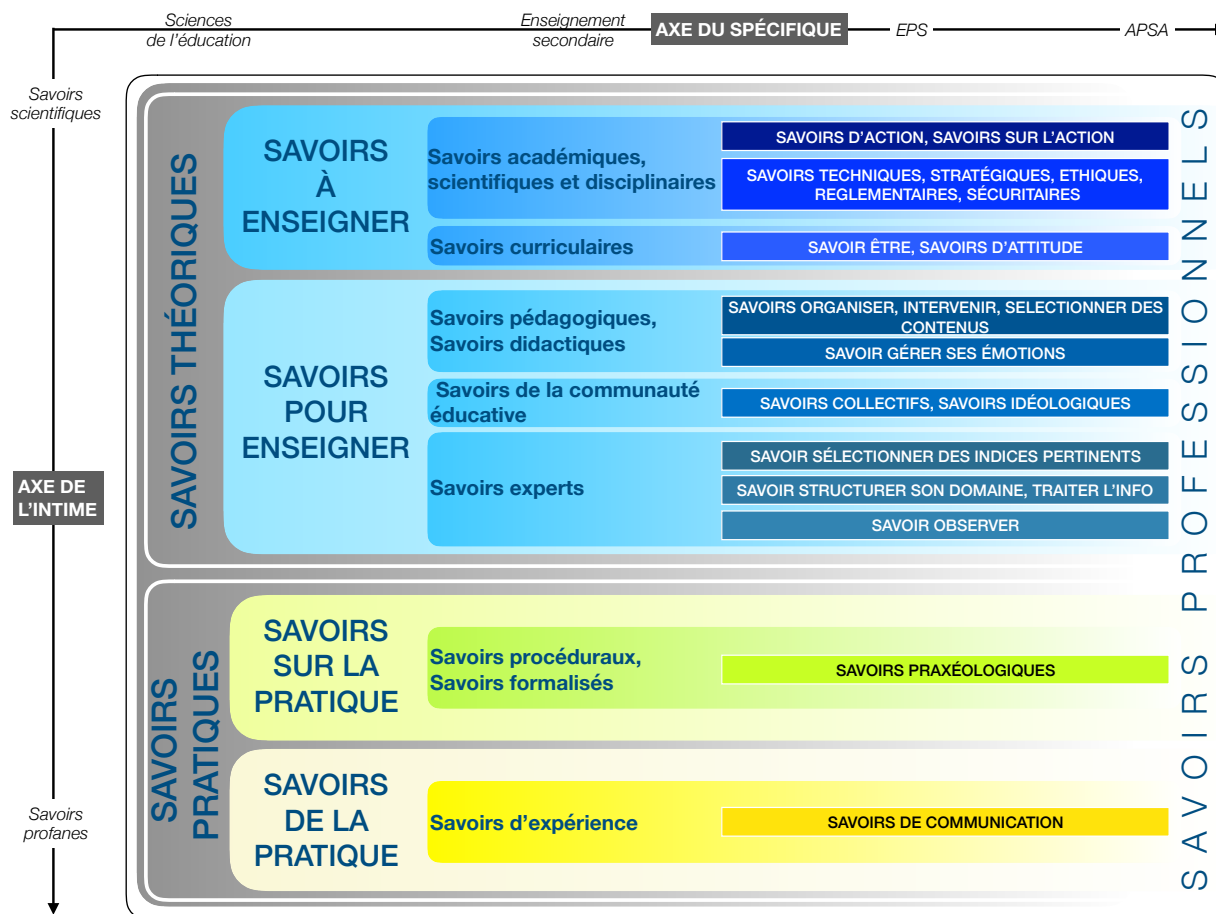 Sciences
de l'éducation
Enseignement
secondaire
AXE DU SPÉCIFIQUE
EPS
APSA
Savoirs
scientifiques
AXE DE
L'INTIME
Savoirs
profanes
SAVOIRS THÉORIQUES
SAVOIRS
À
ENSEIGNER
Savoirs académiques,
scientifiques et disciplinaires
SAVOIRS D'ACTION, SAVOIRS SUR L'ACTION
SAVOIRS TECHNIQUES, STRATÉGIQUES, ETHIQUES,
REGLEMENTAIRES, SÉCURITAIRES
Savoirs curriculaires
SAVOIR ÊTRE, SAVOIRS D'ATTITUDE
SAVOIRS
POUR
ENSEIGNER
Savoirs pédagogiques,
Savoirs didactiques
SAVOIRS ORGANISER, INTERVENIR, SELECTIONNER DES
CONTENUS
SAVOIR GÉRER SES ÉMOTIONS
Savoirs de la communauté
éducative
SAVOIRS COLLECTIFS, SAVOIRS IDÉOLOGIQUES
Savoirs experts
SAVOIR SÉLECTIONNER DES INDICES PERTINENTS
SAVOIR STRUCTURER SON DOMAINE, TRAITER L'INFO
SAVOIR OBSERVER
SAVOIRS
PRATIQUES
SAVOIRS
SUR LA
PRATIQUE
Savoirs procéduraux,
Savoirs formalisés
SAVOIRS PRAXÉOLOGIQUES
SAVOIRS
DE LA
PRATIQUE
Savoirs d'expérience
SAVOIRS DE COMMUNICATION
SAVOIRS PROFESSIONNELS